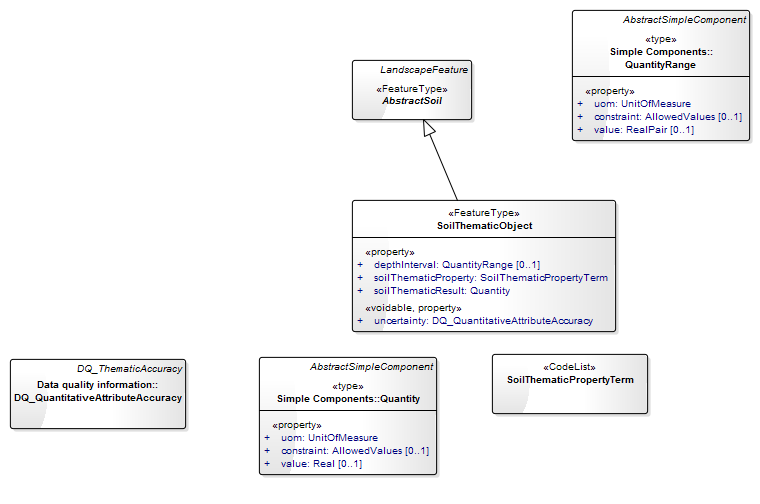 AbstractSimpleComponent
«type»
Simple Components::
QuantityRange
«property»
+ uom: UnitOfMeasure
+ constraint: AllowedValues [0..1]
+ value: RealPair [0..1]
LandscapeFeature
«FeatureType»
AbstractSoil
«FeatureType»
SoilThematicObject
«property»
+ depthInterval: QuantityRange [0..1]
+ soilThematicProperty: SoilThematicPropertyTerm
+ soilThematicResult: Quantity
«voidable, property»
+ uncertainty: DQ_QuantitativeAttributeAccuracy
DQ_ThematicAccuracy
Data quality information::
DQ_QuantitativeAttributeAccuracy
AbstractSimpleComponent
«type»
Simple Components::Quantity
«property»
+ uom: UnitOfMeasure
+ constraint: AllowedValues [0..1]
+ value: Real [0..1]
«CodeList»
SoilThematicPropertyTerm